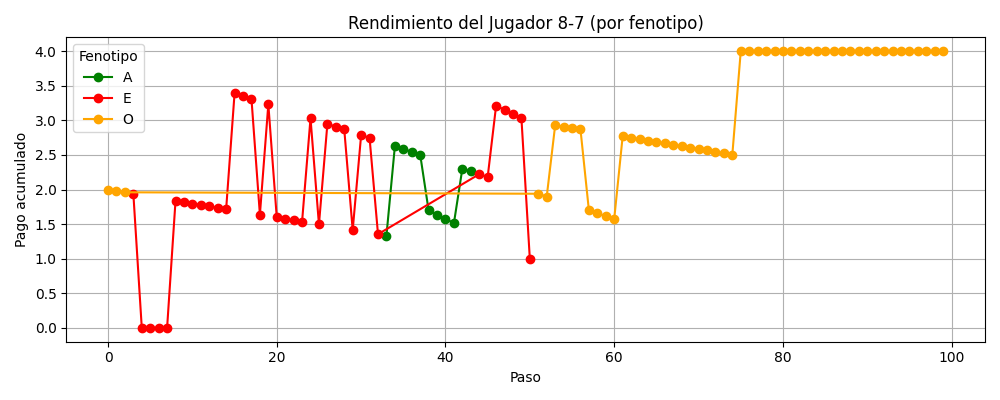 Rendimiento del Jugador 8-7 (por fenotipo)
Fenotipo
A
E
O
Pago acumulado
4.0
3.5
3.0
2.5
2.0
1.5
1.0
0.5
0.0
0 20 40 60 80 100
Paso